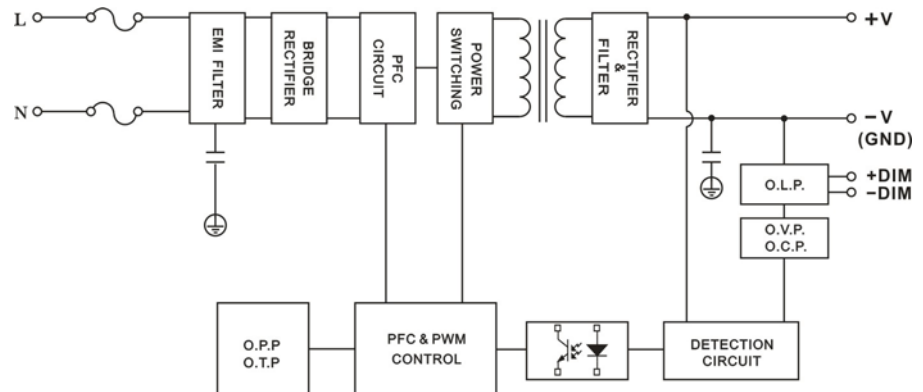 L
N
EMI FILTER
BRIDGE
RECTIFIER
PFC
CIRCUIT
POWER
SWITCHING
RECTIFIER
&
FILTER
+V
−V
(GND)
O.L.P.
+DIM
−DIM
O.V.P.
O.C.P.
O.P.P
O.T.P
PFC & PWM
CONTROL
DETECTION
CIRCUIT